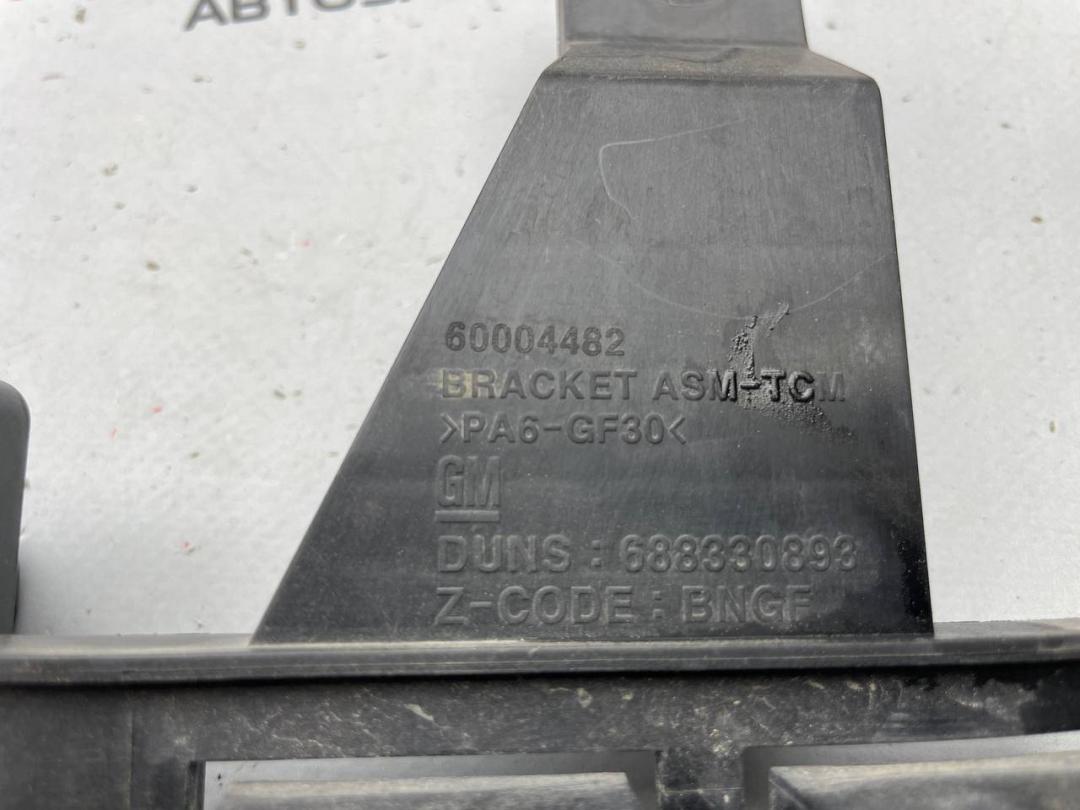 60004482
BRACKET ASM-TCM
>PA6-GF30<
GM
DUNS : 688330893
Z-CODE : BNGF